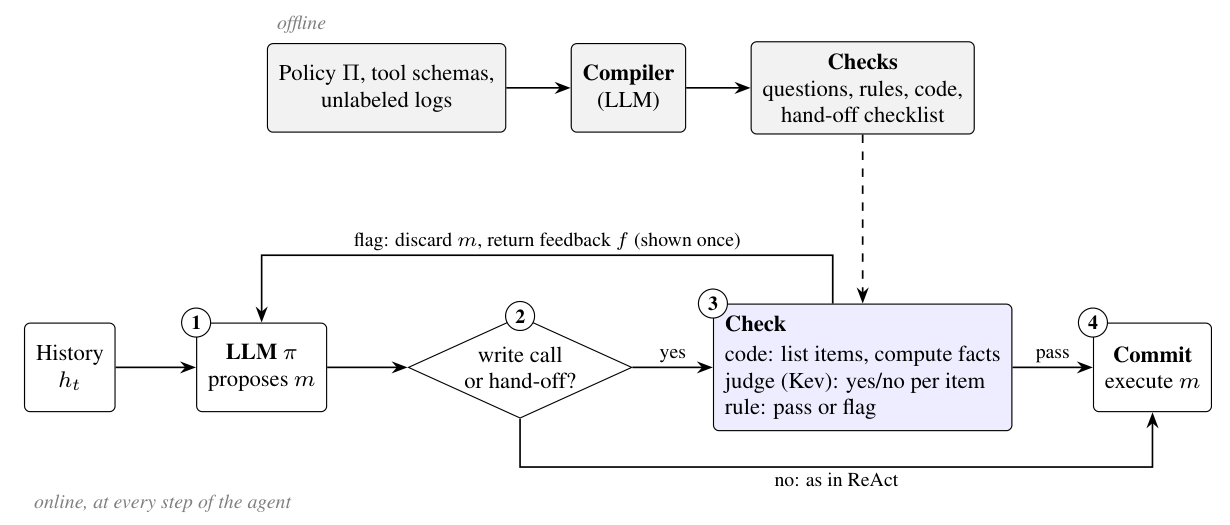 offline
Policy Π, tool schemas,
unlabeled logs
Compiler
(LLM)
Checks
questions, rules, code,
hand-off checklist
flag: discard m, return feedback f (shown once)
History
h_t
1
LLM π
proposes m
2
write call
or hand-off?
yes
3
Check
code: list items, compute facts
judge (Kev): yes/no per item
rule: pass or flag
pass
4
Commit
execute m
no: as in ReAct
online, at every step of the agent